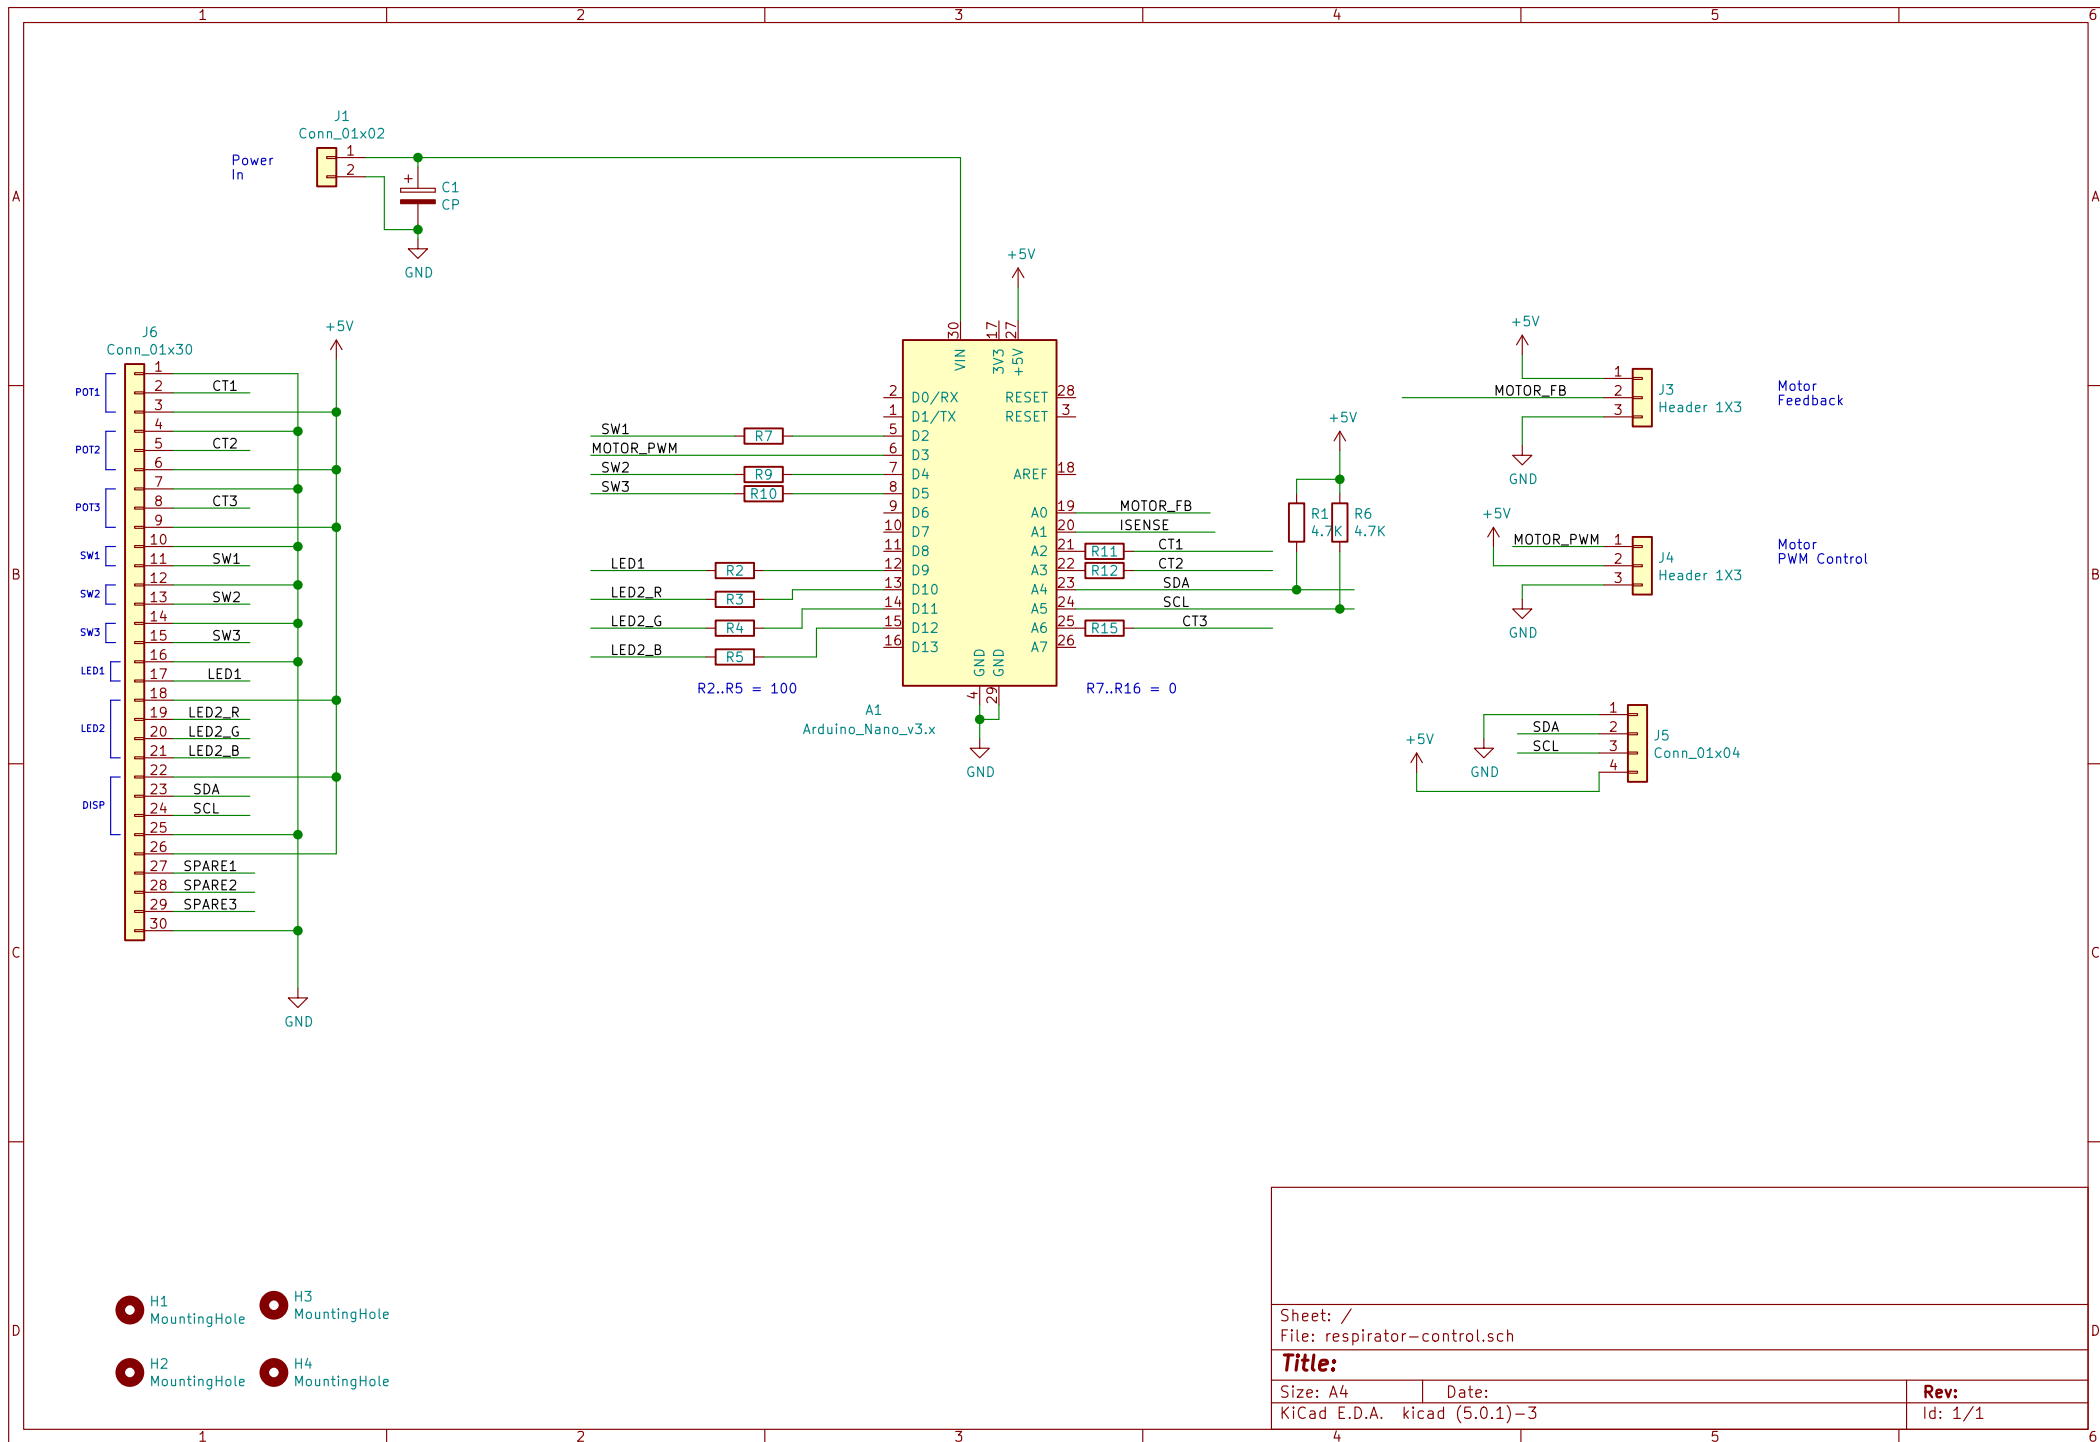 1 2 3 4 5 6
J1
Conn_01x02
Power
In
1
2
+
C1
CP
GND
A A
+5V
J6
Conn_01x30
+5V
1
POT1 2 CT1
3
4
POT2 5 CT2
6
7
POT3 8 CT3
9
10
SW1 11 SW1
12
SW2 13 SW2
14
SW3 15 SW3
16
LED1 17 LED1
18
19 LED2_R
LED2 20 LED2_G
21 LED2_B
22
23 SDA
DISP 24 SCL
25
26
27 SPARE1
28 SPARE2
29 SPARE3
30
GND
30 17 27
VIN 3V3 +5V
2 D0/RX RESET 28
1 D1/TX RESET 3
SW1 R7 5 D2
MOTOR_PWM 6 D3
SW2 R9 7 D4 AREF 18
SW3 R10 8 D5
9 D6 A0 19 MOTOR_FB
10 D7 A1 20 ISENSE
11 D8 A2 21 R11 CT1
LED1 R2 12 D9 A3 22 R12 CT2
LED2_R R3 13 D10 A4 23 SDA
LED2_G R4 14 D11 A5 24 SCL
LED2_B R5 15 D12 A6 25 R15 CT3
16 D13 A7 26
GND GND
4 29
R2..R5 = 100
R7..R16 = 0
A1
Arduino_Nano_v3.x
GND
+5V
R1
4.7K
R6
4.7K
+5V
1
MOTOR_FB 2
3
J3
Header 1X3
GND
Motor
Feedback
+5V
MOTOR_PWM 1
2
3
J4
Header 1X3
GND
Motor
PWM Control
1
SDA 2
SCL 3
4
J5
Conn_01x04
+5V
GND
B B
C C
D D
H1
MountingHole
H3
MountingHole
H2
MountingHole
H4
MountingHole
Sheet: /
File: respirator-control.sch
Title:
Size: A4 Date: Rev:
KiCad E.D.A. kicad (5.0.1)-3 Id: 1/1
1 2 3 4 5 6